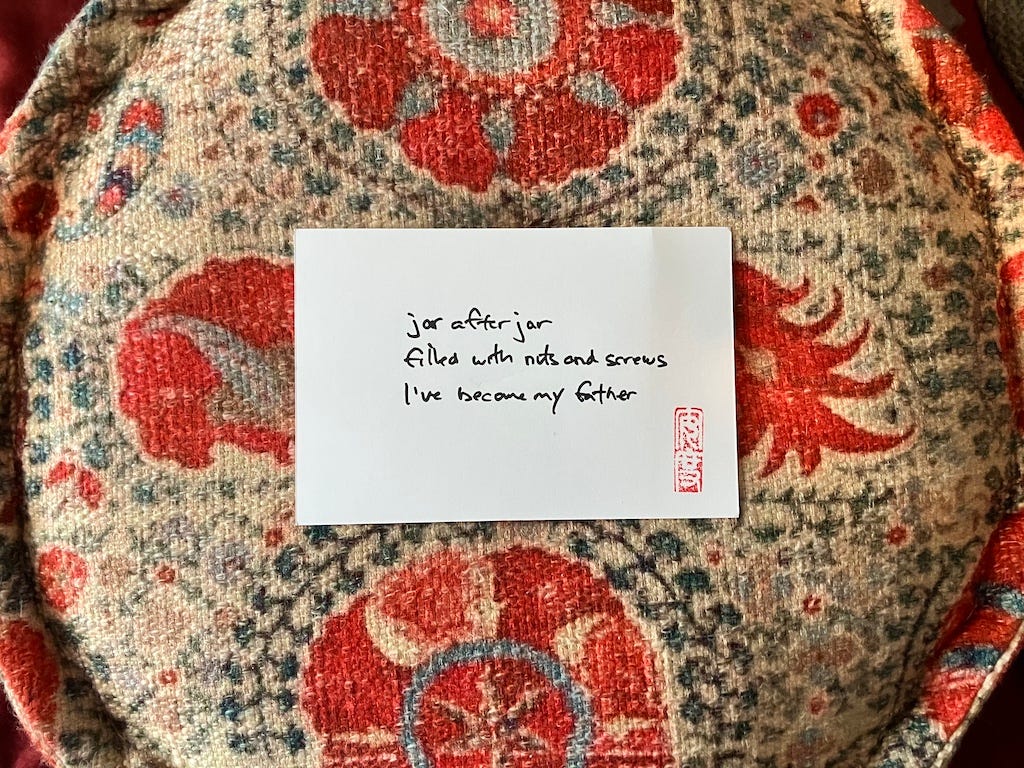 jar after jar
filled with nuts and screws
I've become my father